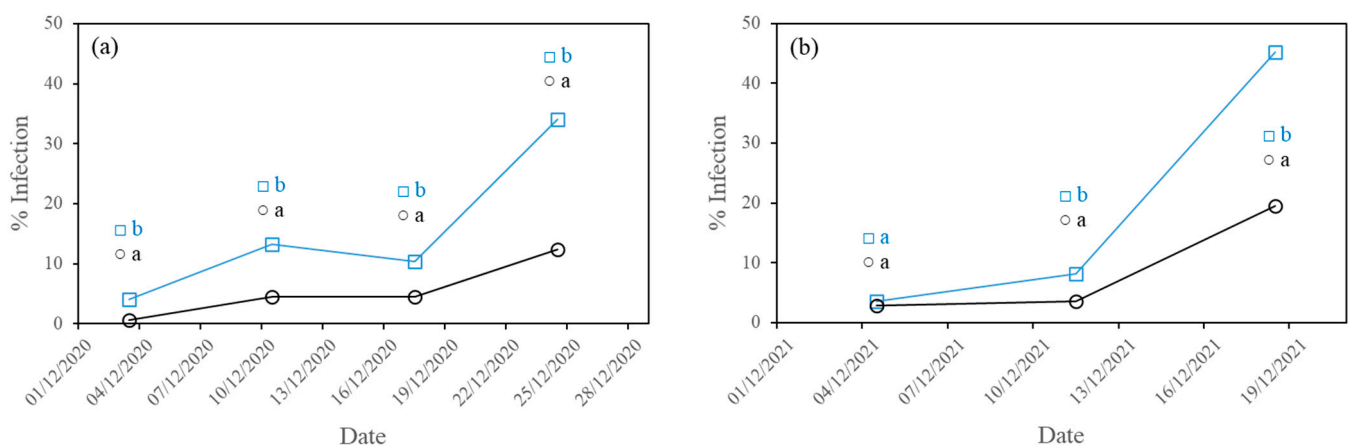 50
40
30
20
10
0
% Infection
(a)
b
a
b
a
b
a
b
a
01/12/2020
04/12/2020
07/12/2020
10/12/2020
13/12/2020
16/12/2020
19/12/2020
22/12/2020
25/12/2020
28/12/2020
Date
50
40
30
20
10
0
% Infection
(b)
a
a
b
a
b
a
01/12/2021
04/12/2021
07/12/2021
10/12/2021
13/12/2021
16/12/2021
19/12/2021
Date